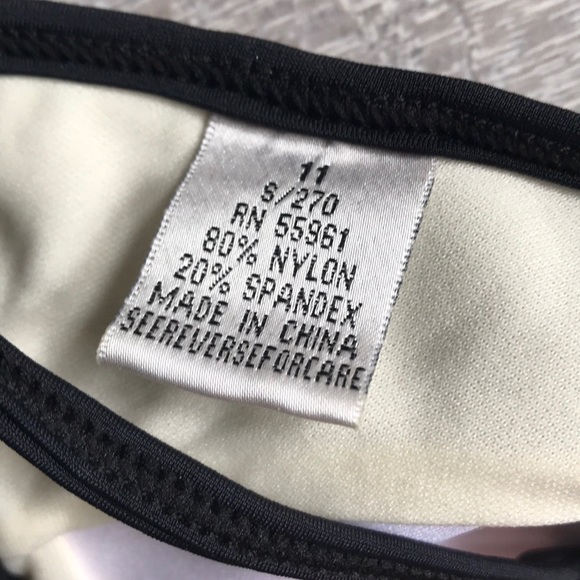 11
S/270
RN 55961
80% NYLON
20% SPANDEX
MADE IN CHINA
SEEREVERSEFORCARE